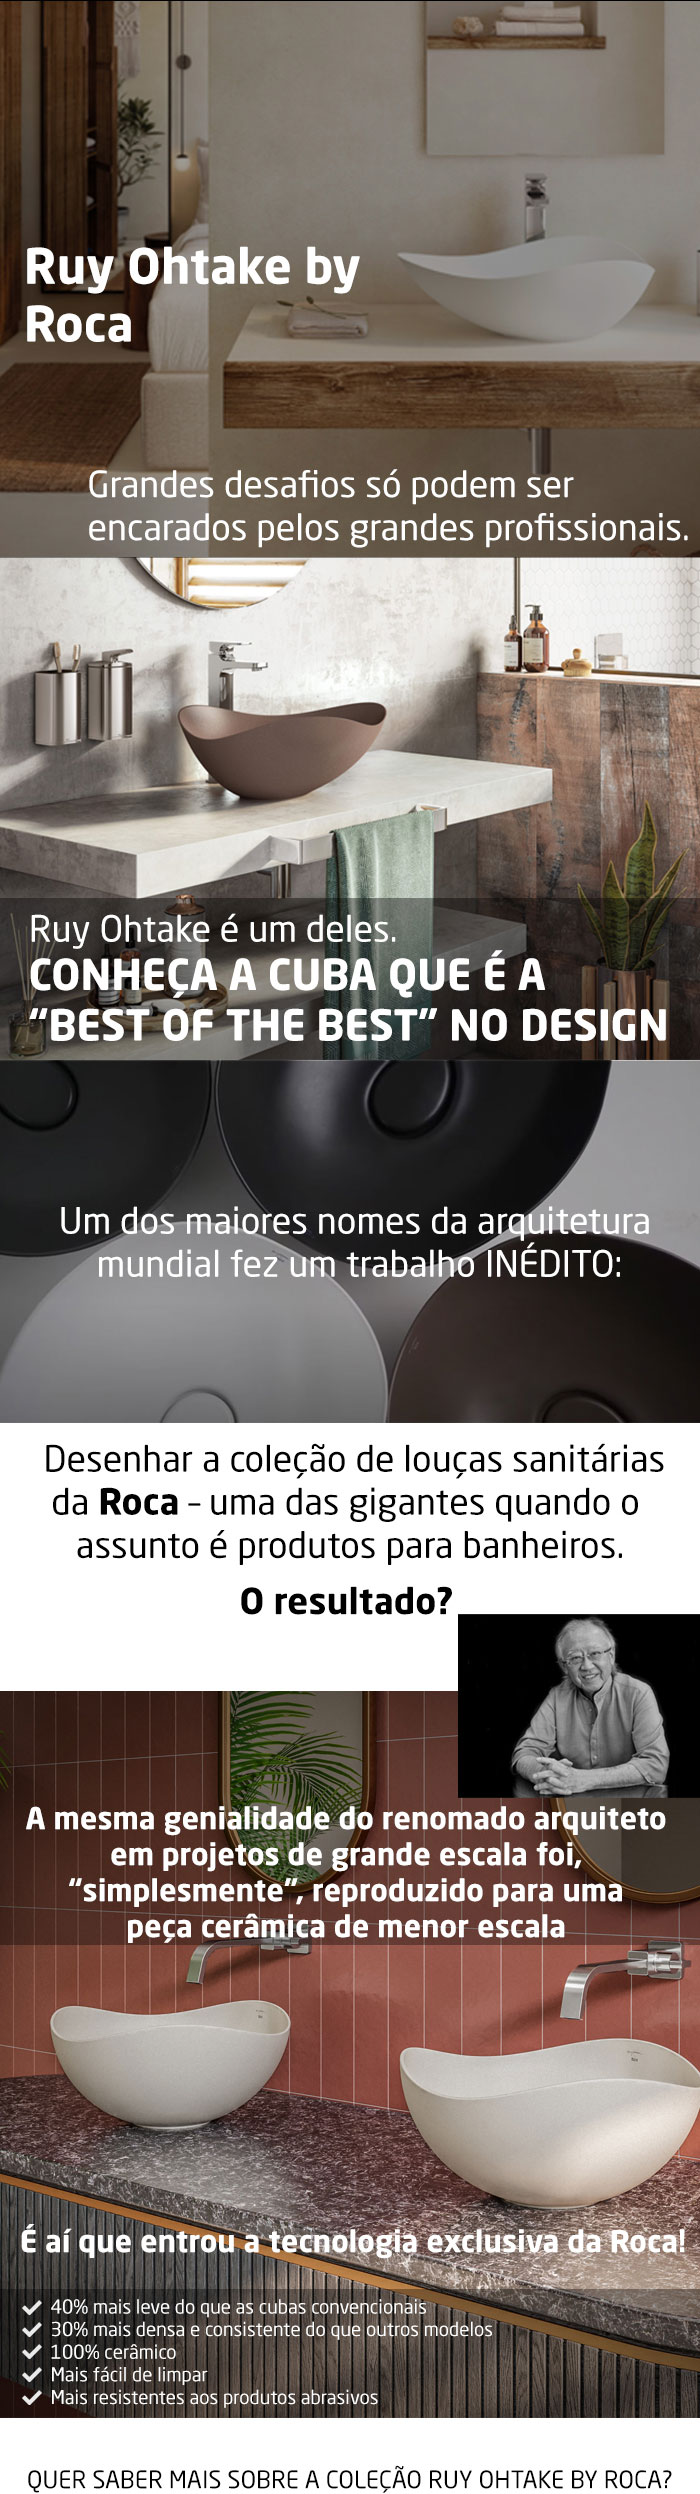 Ruy Ohtake by
Roca
Grandes desafios só podem ser
encarados pelos grandes profissionais.
Ruy Ohtake é um deles.
CONHEÇA A CUBA QUE É A
“BEST OF THE BEST” NO DESIGN
Um dos maiores nomes da arquitetura
mundial fez um trabalho INÉDITO:
Desenhar a coleção de louças sanitárias
da Roca – uma das gigantes quando o
assunto é produtos para banheiros.
O resultado?
A mesma genialidade do renomado arquiteto
em projetos de grande escala foi,
“simplesmente”, reproduzido para uma
peça cerâmica de menor escala
É aí que entrou a tecnologia exclusiva da Roca!
40% mais leve do que as cubas convencionais
30% mais densa e consistente do que outros modelos
100% cerâmico
Mais fácil de limpar
Mais resistentes aos produtos abrasivos
QUER SABER MAIS SOBRE A COLEÇÃO RUY OHTAKE BY ROCA?